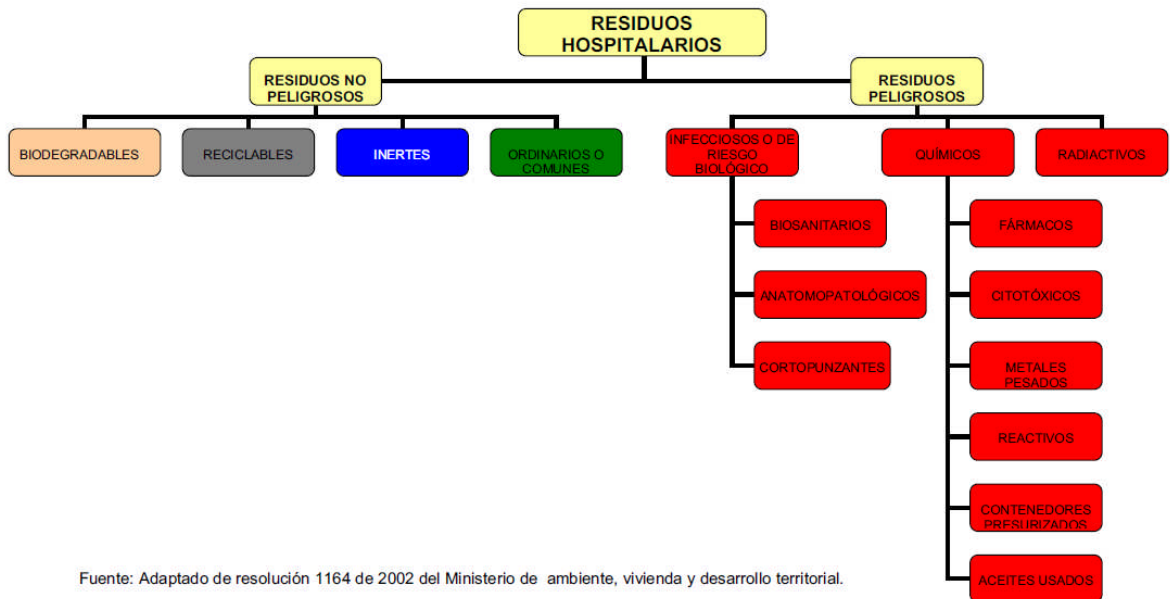 RESIDUOS
HOSPITALARIOS
RESIDUOS NO
PELIGROSOS
RESIDUOS
PELIGROSOS
BIODEGRADABLES
RECICLABLES
INERTES
ORDINARIOS O
COMUNES
INFECCIOSOS O DE
RIESGO
BIOLÓGICO
QUÍMICOS
RADIACTIVOS
BIOSANITARIOS
ANATOMOPATOLÓGICOS
CORTOPUNZANTES
FÁRMACOS
CITOTÓXICOS
METALES
PESADOS
REACTIVOS
CONTENEDORES
PRESURIZADOS
ACEITES USADOS
Fuente: Adaptado de resolución 1164 de 2002 del Ministerio de ambiente, vivienda y desarrollo territorial.